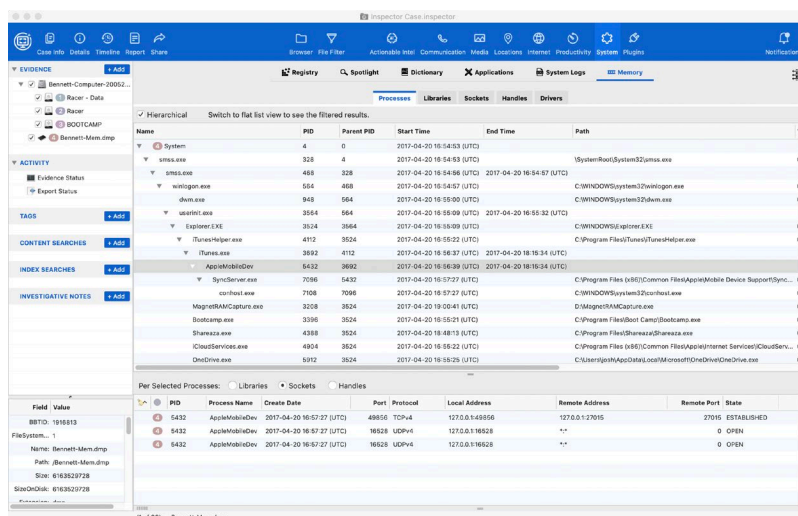 Inspector Case.inspector
Case Info Details Timeline Report Share Browser File Filter Actionable Intel Communication Media Locations Internet Productivity System Plugins Notification
EVIDENCE + Add
Bennett-Computer-20052...
1 Racer - Data
2 Racer
3 BOOTCAMP
4 Bennett-Mem.dmp
ACTIVITY
Evidence Status
Export Status
TAGS + Add
CONTENT SEARCHES + Add
INDEX SEARCHES + Add
INVESTIGATIVE NOTES + Add
Field Value
BBTID: 1916813
FileSystem... 1
Name: Bennett-Mem.dmp
Path: /Bennett-Mem.dmp
Size: 6163529728
SizeOnDisk: 6163529728
Registry Spotlight Dictionary Applications System Logs Memory
Processes Libraries Sockets Handles Drivers
Hierarchical Switch to flat list view to see the filtered results.
Name PID Parent PID Start Time End Time Path
4 System 4 0 2017-04-20 16:54:53 (UTC)
smss.exe 328 4 2017-04-20 16:54:53 (UTC) \SystemRoot\System32\smss.exe
smss.exe 468 328 2017-04-20 16:54:56 (UTC) 2017-04-20 16:54:57 (UTC)
winlogon.exe 564 468 2017-04-20 16:54:57 (UTC) C:\WINDOWS\system32\winlogon.exe
dwm.exe 948 564 2017-04-20 16:55:00 (UTC) C:\WINDOWS\system32\dwm.exe
userinit.exe 3564 564 2017-04-20 16:55:09 (UTC) 2017-04-20 16:55:32 (UTC)
Explorer.EXE 3524 3564 2017-04-20 16:55:09 (UTC) C:\WINDOWS\Explorer.EXE
iTunesHelper.exe 4112 3524 2017-04-20 16:55:22 (UTC) C:\Program Files\iTunes\iTunesHelper.exe
iTunes.exe 3692 4112 2017-04-20 16:56:37 (UTC) 2017-04-20 18:15:34 (UTC)
AppleMobileDev 5432 3692 2017-04-20 16:56:39 (UTC) 2017-04-20 18:15:34 (UTC)
SyncServer.exe 7096 5432 2017-04-20 16:57:27 (UTC) C:\Program Files (x86)\Common Files\Apple\Mobile Device Support\Sync...
conhost.exe 7108 7096 2017-04-20 16:57:27 (UTC) C:\WINDOWS\system32\conhost.exe
MagnetRAMCapture.exe 3208 3524 2017-04-20 19:00:41 (UTC) D:\MagnetRAMCapture.exe
Bootcamp.exe 3396 3524 2017-04-20 16:55:21 (UTC) C:\Program Files\Boot Camp\Bootcamp.exe
Shareaza.exe 4388 3524 2017-04-20 18:48:13 (UTC) C:\Program Files\Shareaza\Shareaza.exe
iCloudServices.exe 4904 3524 2017-04-20 16:55:22 (UTC) C:\Program Files (x86)\Common Files\Apple\Internet Services\iCloudServ...
OneDrive.exe 5912 3524 2017-04-20 16:55:25 (UTC) C:\Users\josh\AppData\Local\Microsoft\OneDrive\OneDrive.exe
Per Selected Processes: Libraries Sockets Handles
PID Process Name Create Date Port Protocol Local Address Remote Address Remote Port State
4 5432 AppleMobileDev 2017-04-20 16:57:27 (UTC) 49856 TCPv4 127.0.0.1:49856 127.0.0.1:27015 27015 ESTABLISHED
4 5432 AppleMobileDev 2017-04-20 16:57:27 (UTC) 16528 UDPv4 127.0.0.1:16528 *:* 0 OPEN
4 5432 AppleMobileDev 2017-04-20 16:57:27 (UTC) 16528 UDPv4 127.0.0.1:16528 *:* 0 OPEN